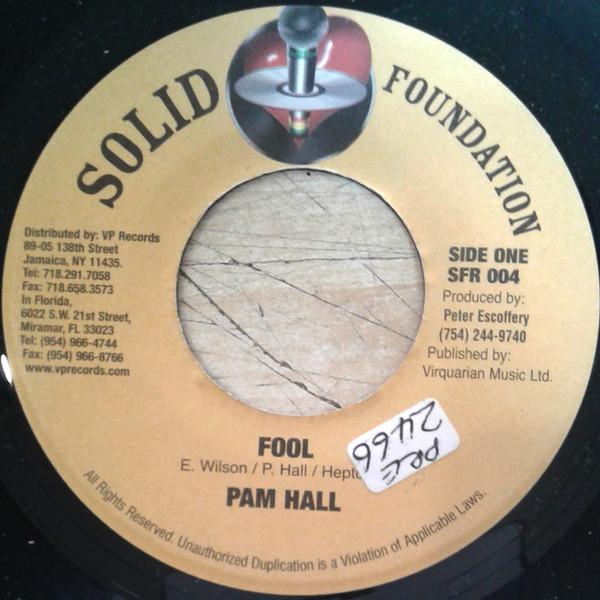 SOLID FOUNDATION
Distributed by: VP Records
89-05 138th Street
Jamaica, NY 11435.
Tel: 718.291.7058
Fax: 718.658.3573
In Florida,
6022 S.W. 21st Street,
Miramar, FL 33023
Tel: (954) 966-4744
Fax: (954) 966-8766
www.vprecords.com
SIDE ONE
SFR 004
Produced by:
Peter Escoffery
(754) 244-9740
Published by:
Virquarian Music Ltd.
FOOL
E. Wilson / P. Hall / Hepto
PAM HALL
PRE
2466
All Rights Reserved. Unauthorized Duplication is a Violation of Applicable Laws.